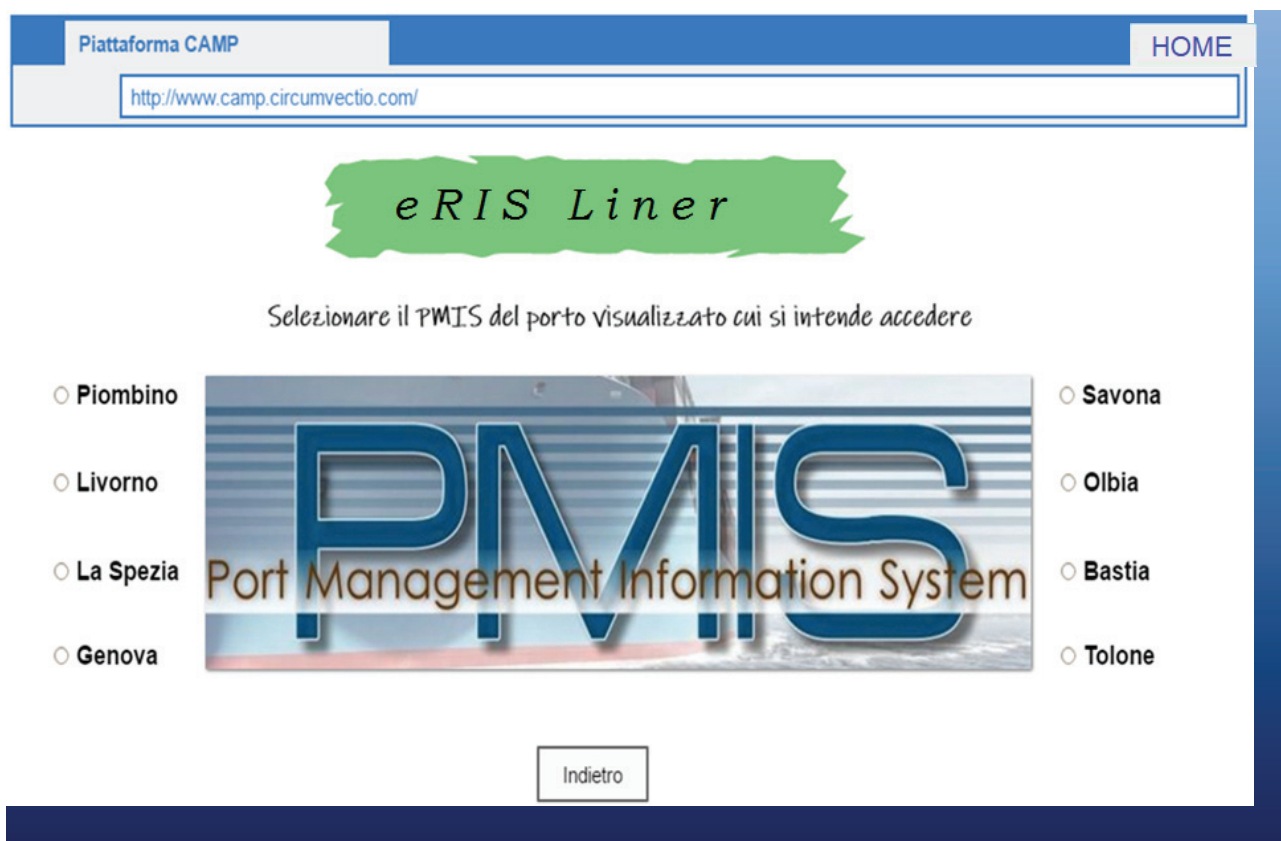 Piattaforma CAMP
HOME
http://www.camp.circumvectio.com/
eRIS Liner
Selezionare il PMIS del porto visualizzato cui si intende accedere
Piombino
Livorno
La Spezia
Genova
PMIS
Port Management Information System
Savona
Olbia
Bastia
Tolone
Indietro